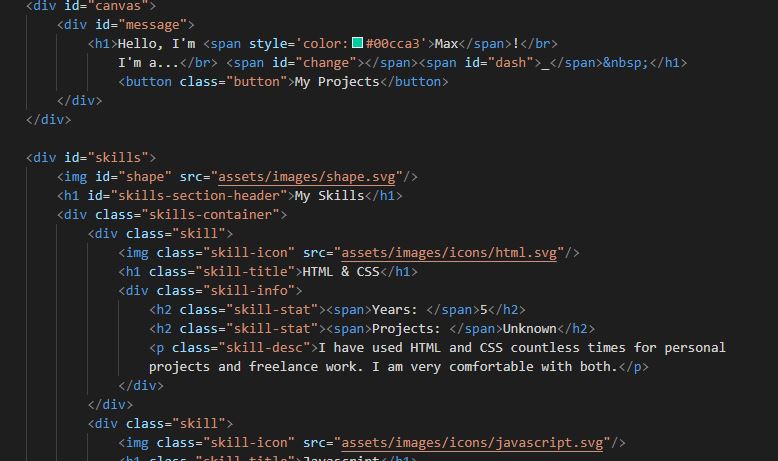 <div id="canvas">
<div id="message">
<h1>Hello, I'm <span style='color:#00cca3'>Max</span>!</br>
I'm a...</br> <span id="change"></span><span id="dash">_</span>&nbsp;</h1>
<button class="button">My Projects</button>
</div>
</div>
<div id="skills">
<img id="shape" src="assets/images/shape.svg"/>
<h1 id="skills-section-header">My Skills</h1>
<div class="skills-container">
<div class="skill">
<img class="skill-icon" src="assets/images/icons/html.svg"/>
<h1 class="skill-title">HTML & CSS</h1>
<div class="skill-info">
<h2 class="skill-stat"><span>Years: </span>5</h2>
<h2 class="skill-stat"><span>Projects: </span>Unknown</h2>
<p class="skill-desc">I have used HTML and CSS countless times for personal
projects and freelance work. I am very comfortable with both.</p>
</div>
</div>
<div class="skill">
<img class="skill-icon" src="assets/images/icons/javascript.svg"/>
<h1 class="skill-title">Javascript</h1>